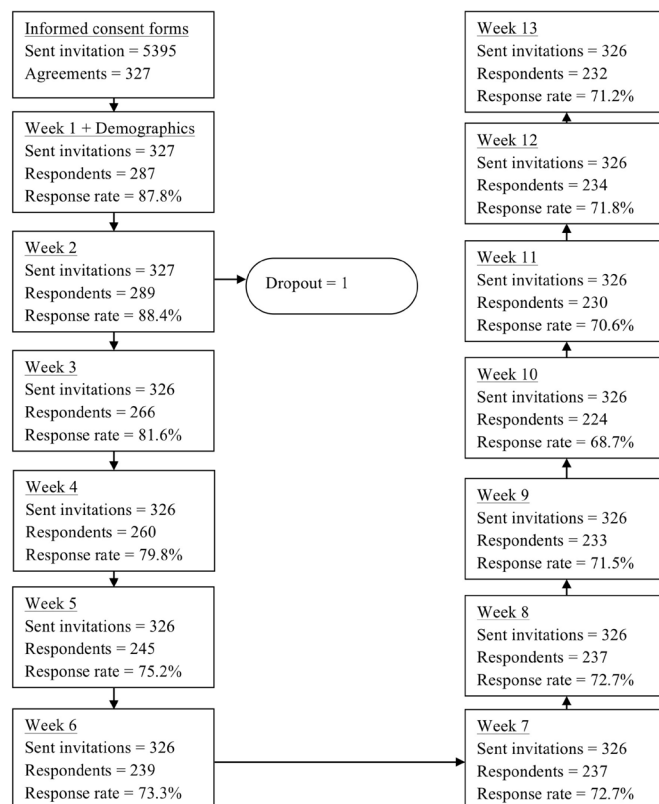 Informed consent forms
Sent invitation = 5395
Agreements = 327
Week 1 + Demographics
Sent invitations = 327
Respondents = 287
Response rate = 87.8%
Week 2
Sent invitations = 327
Respondents = 289
Response rate = 88.4%
Dropout = 1
Week 3
Sent invitations = 326
Respondents = 266
Response rate = 81.6%
Week 4
Sent invitations = 326
Respondents = 260
Response rate = 79.8%
Week 5
Sent invitations = 326
Respondents = 245
Response rate = 75.2%
Week 6
Sent invitations = 326
Respondents = 239
Response rate = 73.3%
Week 7
Sent invitations = 326
Respondents = 237
Response rate = 72.7%
Week 8
Sent invitations = 326
Respondents = 237
Response rate = 72.7%
Week 9
Sent invitations = 326
Respondents = 233
Response rate = 71.5%
Week 10
Sent invitations = 326
Respondents = 224
Response rate = 68.7%
Week 11
Sent invitations = 326
Respondents = 230
Response rate = 70.6%
Week 12
Sent invitations = 326
Respondents = 234
Response rate = 71.8%
Week 13
Sent invitations = 326
Respondents = 232
Response rate = 71.2%